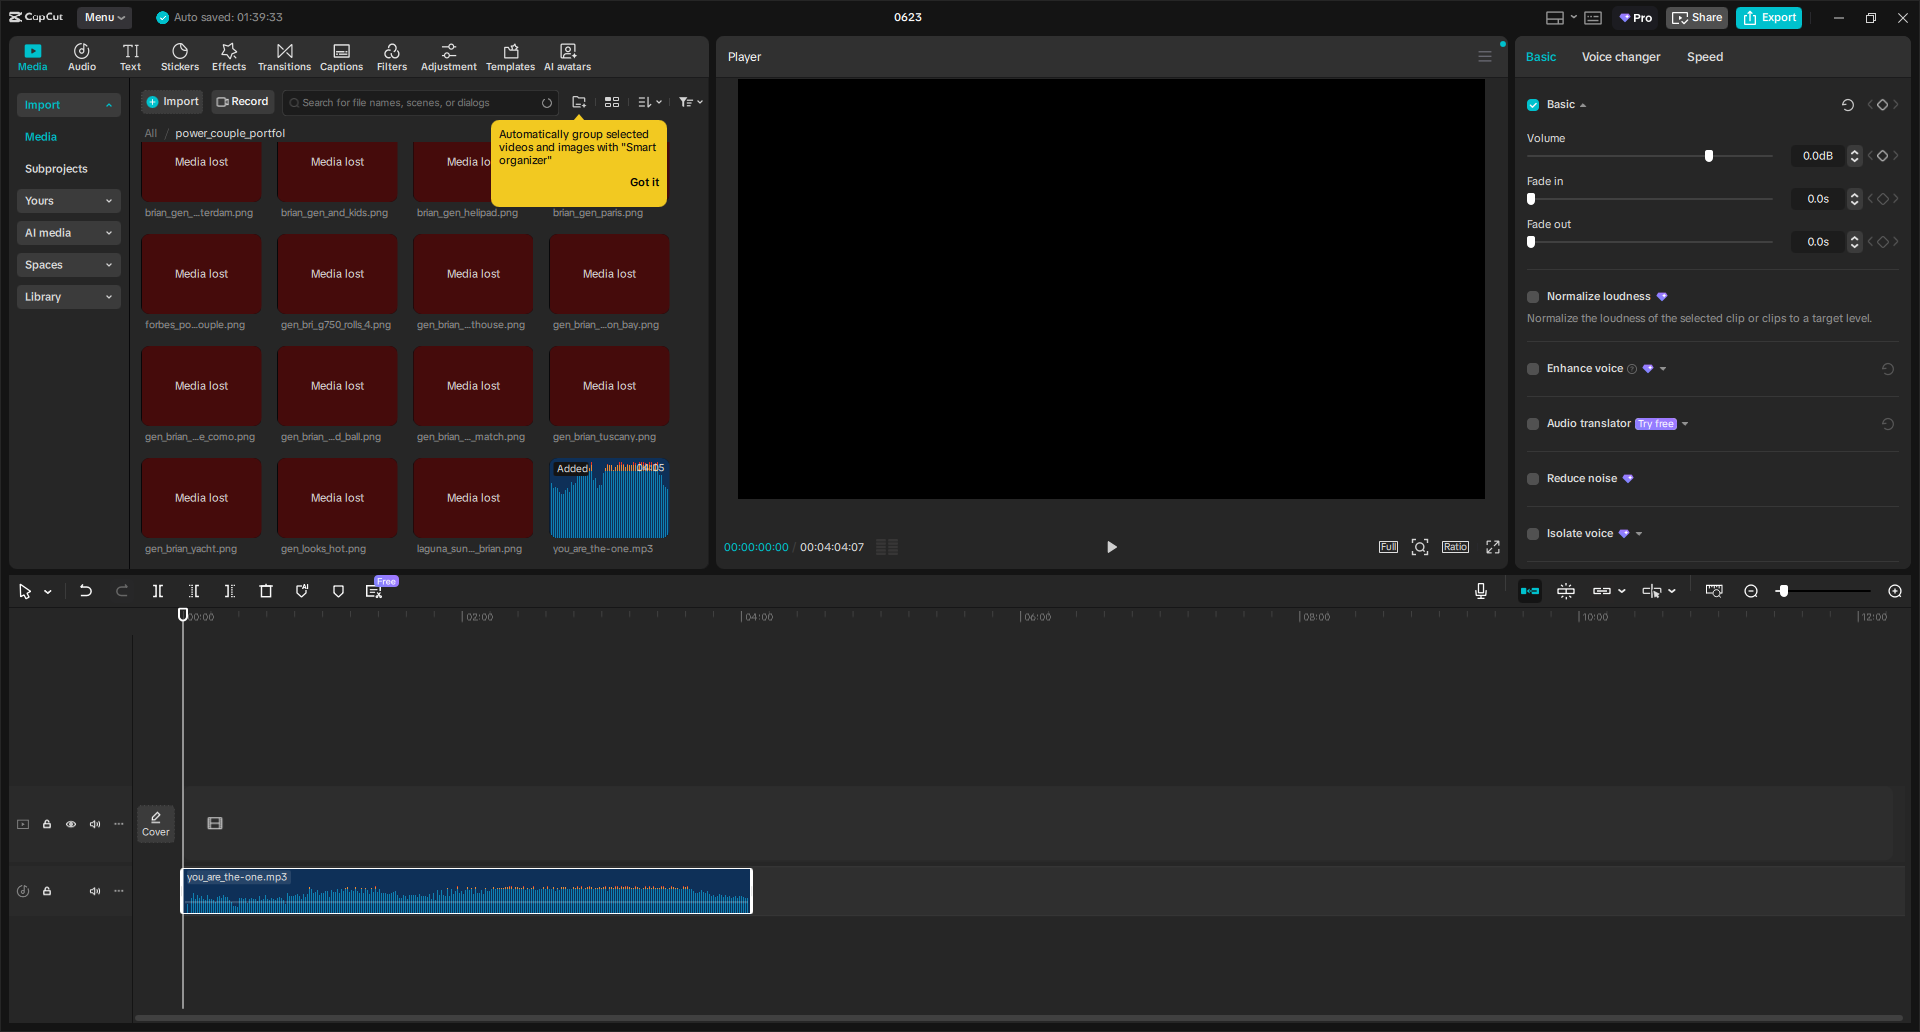 CapCut Menu Auto saved: 01:39:33 0623 Pro Share Export
Media Audio Text Stickers Effects Transitions Captions Filters Adjustment Templates AI avatars
Import
Media
Subprojects
Yours
AI media
Spaces
Library
Import Record Search for file names, scenes, or dialogs
All / power_couple_portfol
Automatically group selected
videos and images with "Smart
organizer"
Got it
Media lost Media lost Media lo
brian_gen_...terdam.png brian_gen_and_kids.png brian_gen_helipad.png brian_gen_paris.png
Media lost Media lost Media lost Media lost
forbes_po...ouple.png gen_bri_g750_rolls_4.png gen_brian_...thouse.png gen_brian_...on_bay.png
Media lost Media lost Media lost Media lost
gen_brian_...e_como.png gen_brian_...d_ball.png gen_brian_..._match.png gen_brian_tuscany.png
Media lost Media lost Media lost Added 04:05
gen_brian_yacht.png gen_looks_hot.png laguna_sun..._brian.png you_are_the-one.mp3
Player
00:00:00:00 / 00:04:04:07 Full Ratio
Basic Voice changer Speed
Basic
Volume
0.0dB
Fade in
0.0s
Fade out
0.0s
Normalize loudness
Normalize the loudness of the selected clip or clips to a target level.
Enhance voice
Audio translator Try free
Reduce noise
Isolate voice
Free
00:00 02:00 04:00 06:00 08:00 10:00 12:00
Cover
you_are_the-one.mp3